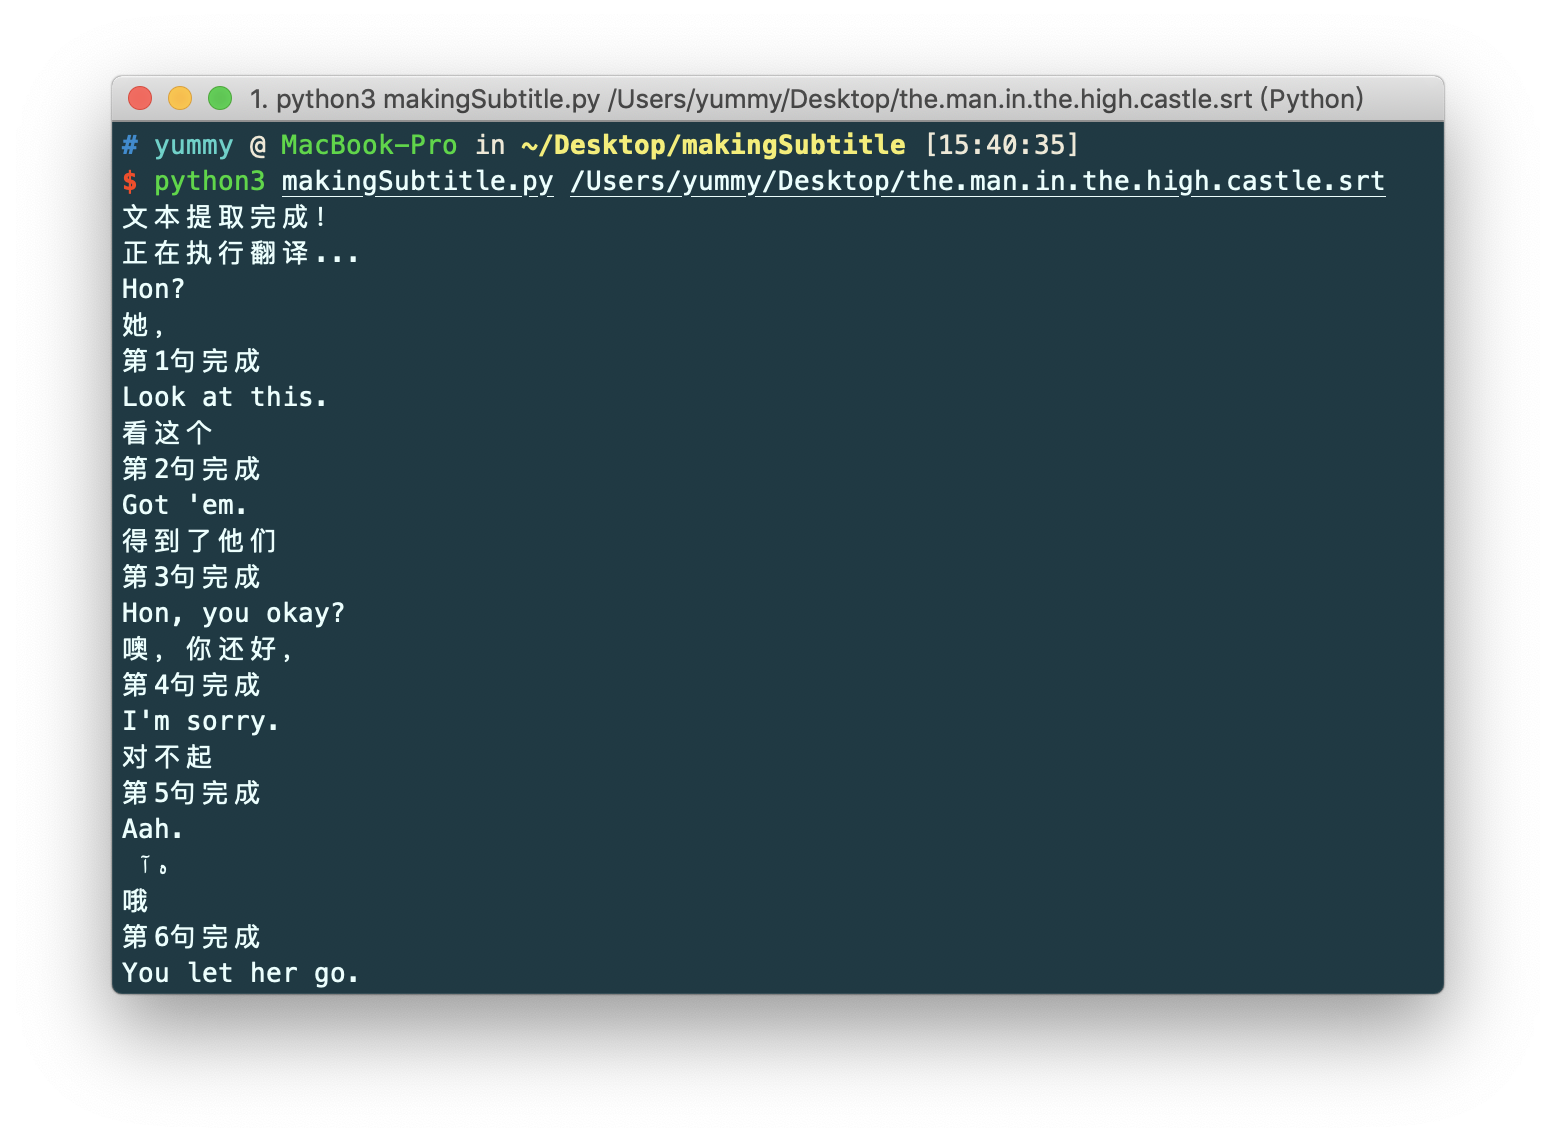 1. python3 makingSubtitle.py /Users/yummy/Desktop/the.man.in.the.high.castle.srt (Python)
# yummy @ MacBook-Pro in ~/Desktop/makingSubtitle [15:40:35]
$ python3 makingSubtitle.py /Users/yummy/Desktop/the.man.in.the.high.castle.srt
文本提取完成!
正在执行翻译...
Hon?
她，
第1句完成
Look at this.
看这个
第2句完成
Got 'em.
得到了他们
第3句完成
Hon, you okay?
噢，你还好，
第4句完成
I'm sorry.
对不起
第5句完成
Aah.
آه
哦
第6句完成
You let her go.